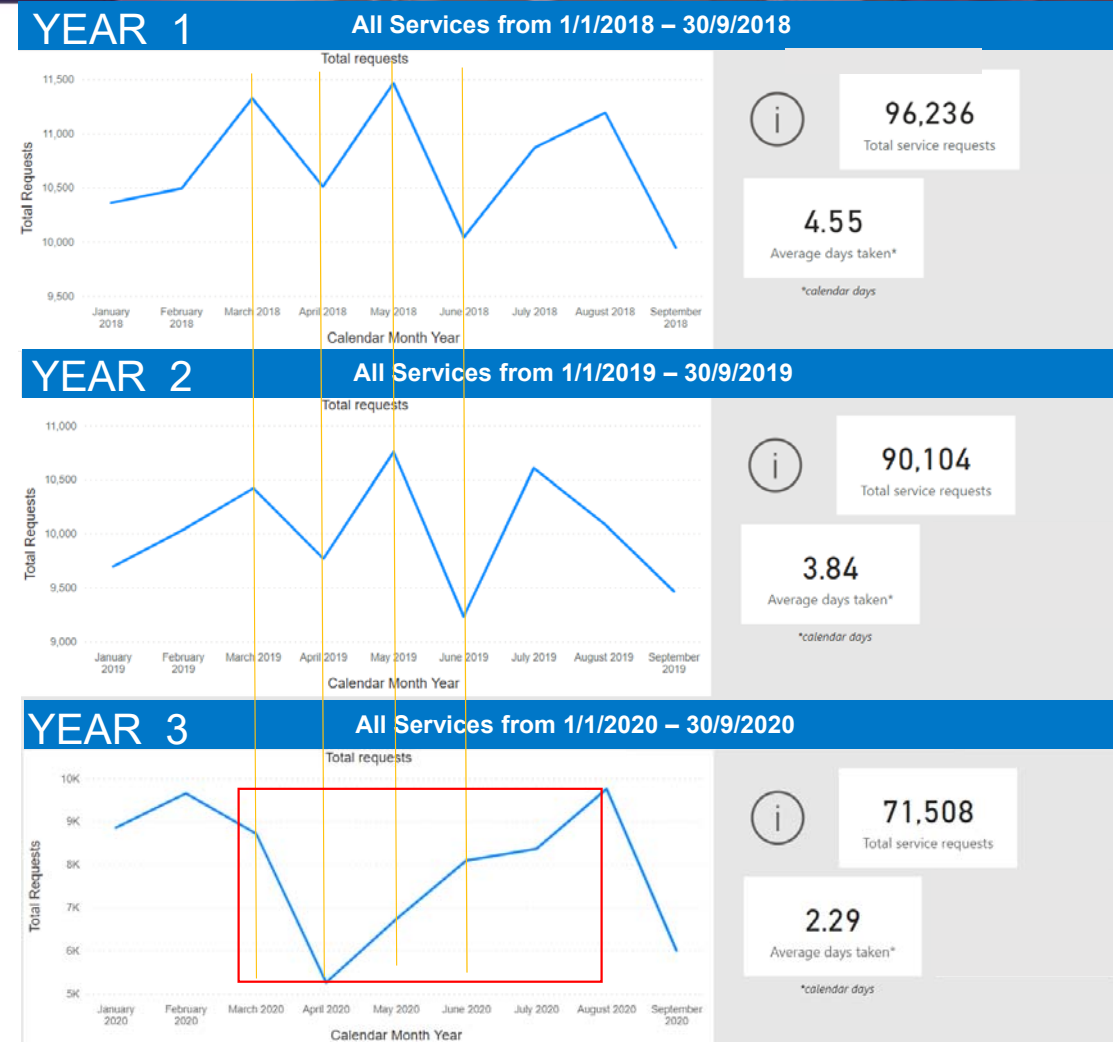 YEAR 1
All Services from 1/1/2018 – 30/9/2018
Total requests
11,500
11,000
10,500
10,000
9,500
Total Requests
January 2018
February 2018
March 2018
April 2018
May 2018
June 2018
July 2018
August 2018
September 2018
Calendar Month Year
i
96,236
Total service requests
4.55
Average days taken*
*calendar days
YEAR 2
All Services from 1/1/2019 – 30/9/2019
Total requests
11,000
10,500
10,000
9,500
9,000
Total Requests
January 2019
February 2019
March 2019
April 2019
May 2019
June 2019
July 2019
August 2019
September 2019
Calendar Month Year
i
90,104
Total service requests
3.84
Average days taken*
*calendar days
YEAR 3
All Services from 1/1/2020 – 30/9/2020
Total requests
10K
9K
8K
7K
6K
5K
Total Requests
January 2020
February 2020
March 2020
April 2020
May 2020
June 2020
July 2020
August 2020
September 2020
Calendar Month Year
i
71,508
Total service requests
2.29
Average days taken*
*calendar days